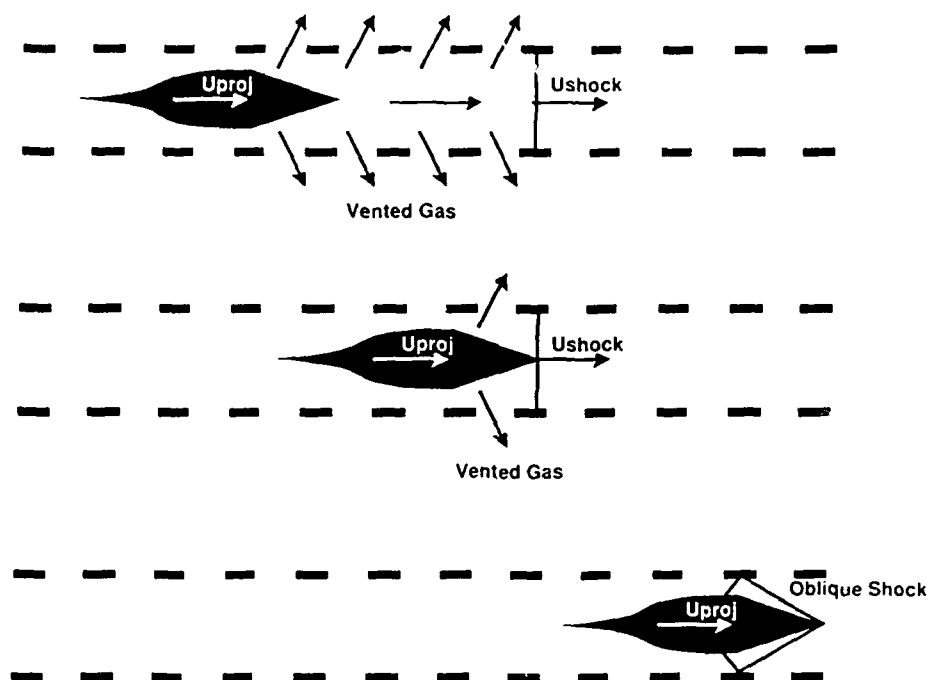 Uproj
Ushock
Vented Gas
Uproj
Ushock
Vented Gas
Oblique Shock
Uproj